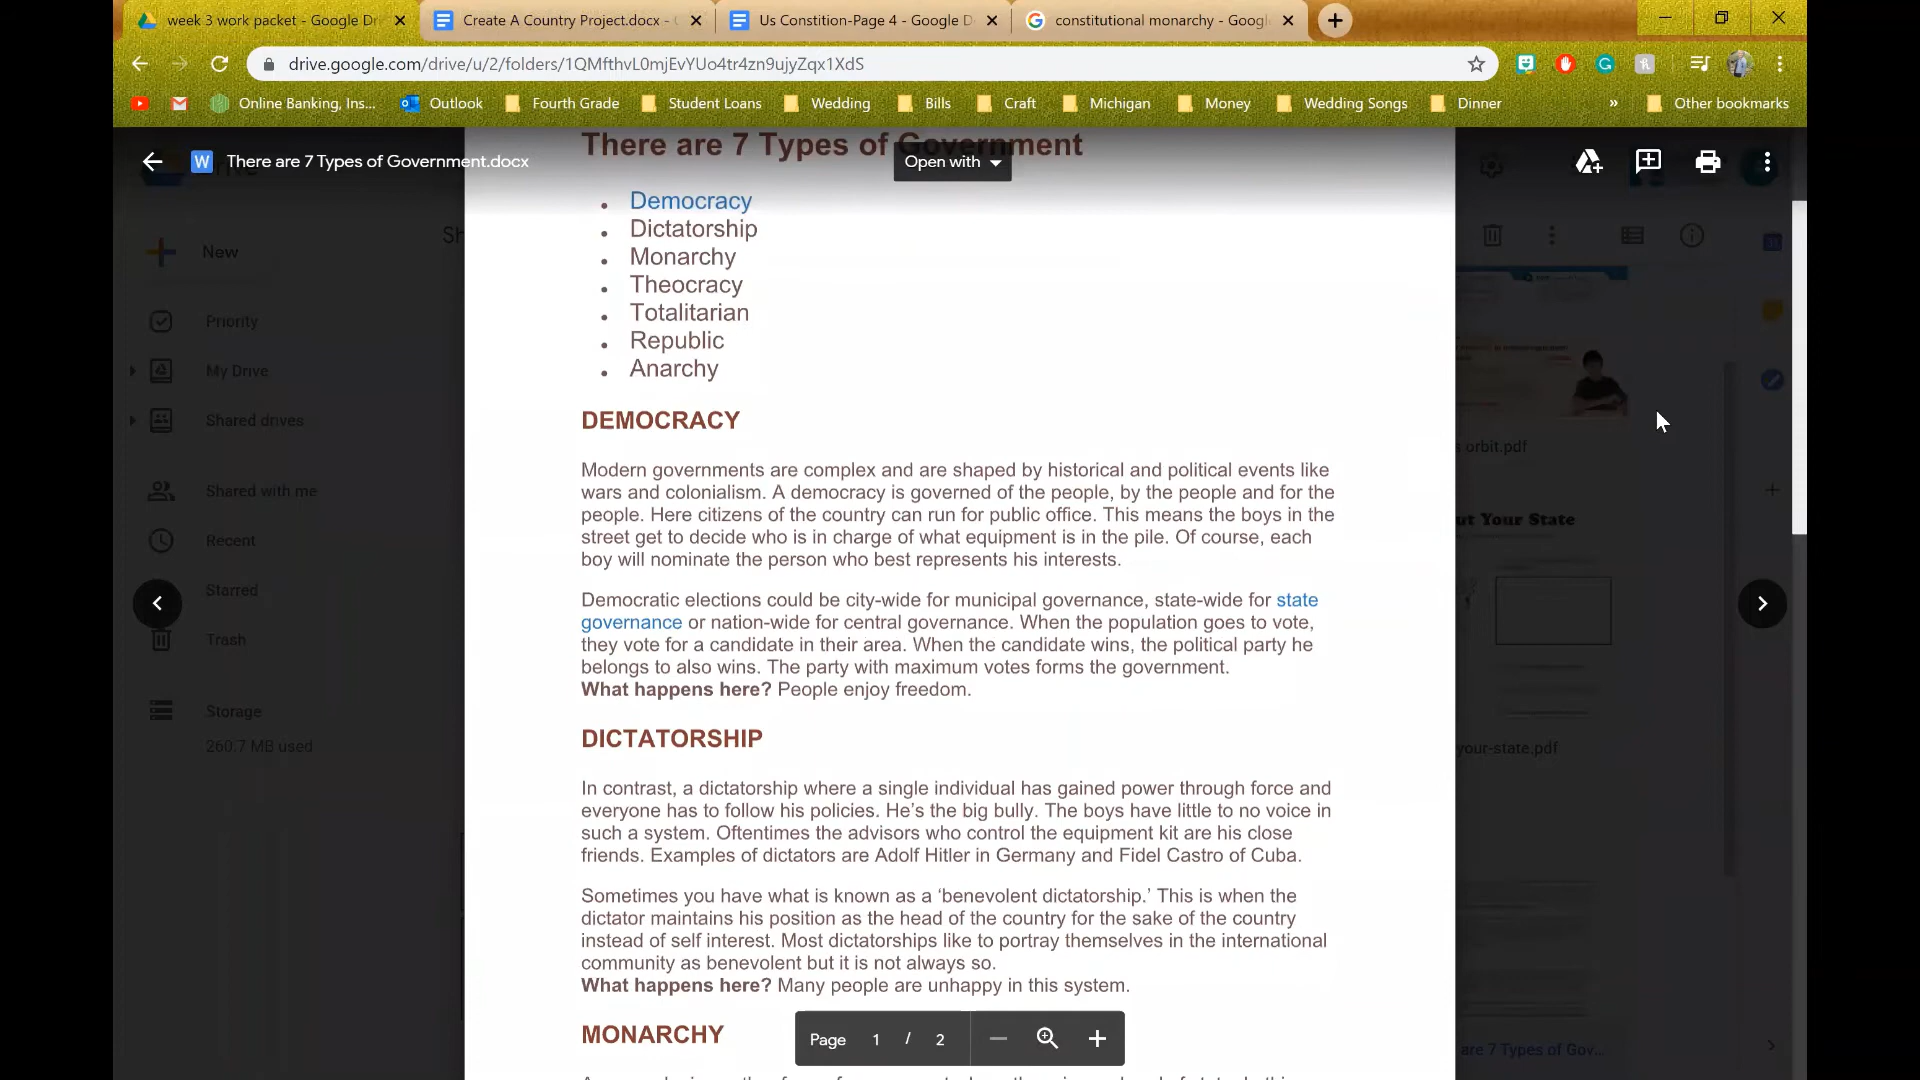 week 3 work packet - Google Dri
Create A Country Project.docx -
Us Constition-Page 4 - Google D
constitutional monarchy - Google
drive.google.com/drive/u/2/folders/1QMfthvL0mjEvYUo4tr4zn9ujyZqx1XdS
Online Banking, Ins...
Outlook
Fourth Grade
Student Loans
Wedding
Bills
Craft
Michigan
Money
Wedding Songs
Dinner
»
Other bookmarks
W
There are 7 Types of Government.docx
Open with
There are 7 Types of Government
• Democracy
• Dictatorship
• Monarchy
• Theocracy
• Totalitarian
• Republic
• Anarchy
DEMOCRACY
Modern governments are complex and are shaped by historical and political events like
wars and colonialism. A democracy is governed of the people, by the people and for the
people. Here citizens of the country can run for public office. This means the boys in the
street get to decide who is in charge of what equipment is in the pile. Of course, each
boy will nominate the person who best represents his interests.
Democratic elections could be city-wide for municipal governance, state-wide for state
governance or nation-wide for central governance. When the population goes to vote,
they vote for a candidate in their area. When the candidate wins, the political party he
belongs to also wins. The party with maximum votes forms the government.
What happens here? People enjoy freedom.
DICTATORSHIP
In contrast, a dictatorship where a single individual has gained power through force and
everyone has to follow his policies. He’s the big bully. The boys have little to no voice in
such a system. Oftentimes the advisors who control the equipment kit are his close
friends. Examples of dictators are Adolf Hitler in Germany and Fidel Castro of Cuba.
Sometimes you have what is known as a ‘benevolent dictatorship.’ This is when the
dictator maintains his position as the head of the country for the sake of the country
instead of self interest. Most dictatorships like to portray themselves in the international
community as benevolent but it is not always so.
What happens here? Many people are unhappy in this system.
MONARCHY
Page 1 / 2
New
Priority
My Drive
Shared drives
Shared with me
Recent
Starred
Trash
Storage
260.7 MB used
s orbit.pdf
ut Your State
your-state.pdf
are 7 Types of Gov...